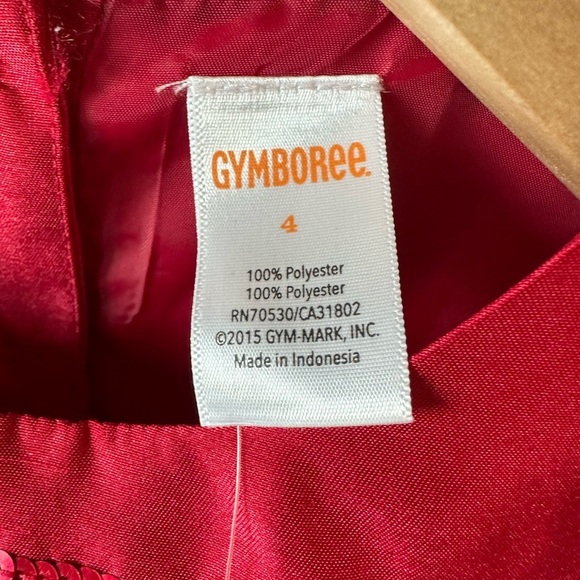 GYMBOREE.
4
100% Polyester
100% Polyester
RN70530/CA31802
©2015 GYM-MARK, INC.
Made in Indonesia